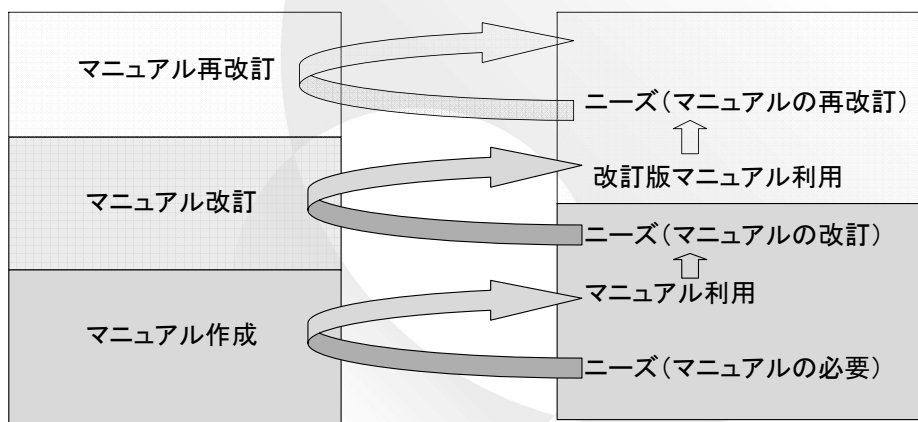 マニュアル再改訂
ニーズ（マニュアルの再改訂）
改訂版マニュアル利用
マニュアル改訂
ニーズ（マニュアルの改訂）
マニュアル利用
マニュアル作成
ニーズ（マニュアルの必要）